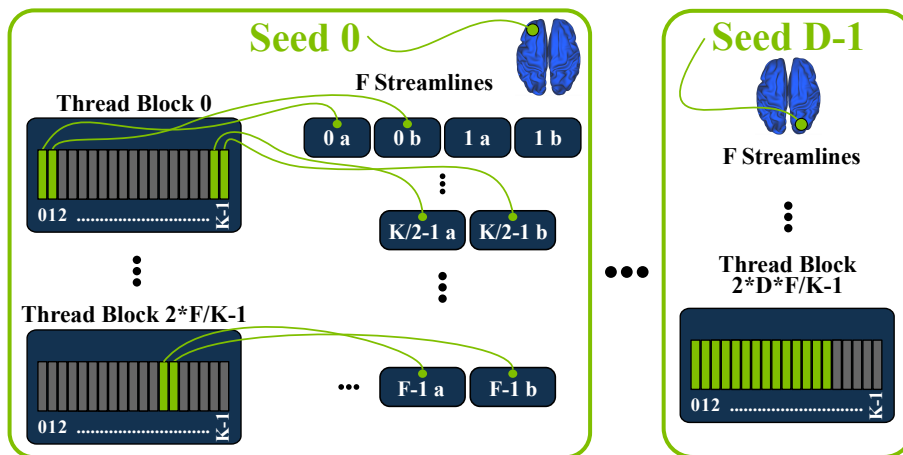 Seed 0
F Streamlines
Thread Block 0
0 a 0 b 1 a 1 b
012 ............................... K-1
K/2-1 a K/2-1 b
Thread Block 2*F/K-1
... F-1 a F-1 b
012 ............................... K-1
...
Seed D-1
F Streamlines
Thread Block
2*D*F/K-1
012 ............................... K-1